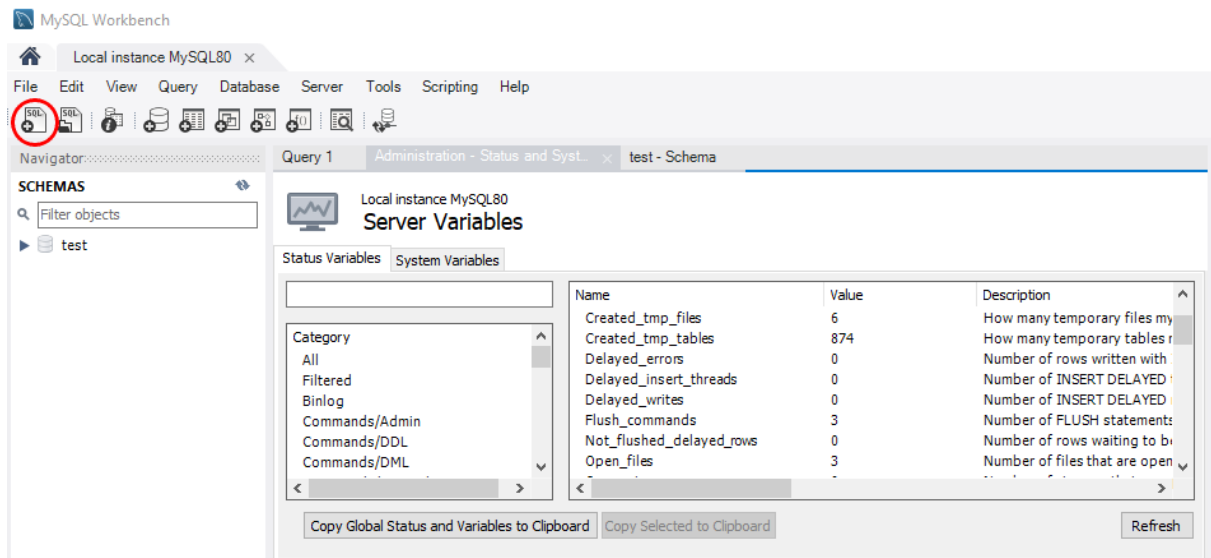 MySQL Workbench
Local instance MySQL80 ×
File Edit View Query Database Server Tools Scripting Help
SQL SQL
Navigator
SCHEMAS
Filter objects
test
Query 1 Administration - Status and Syst... × test - Schema
Local instance MySQL80
Server Variables
Status Variables System Variables
Category
All
Filtered
Binlog
Commands/Admin
Commands/DDL
Commands/DML
Name Value Description
Created_tmp_files 6 How many temporary files my
Created_tmp_tables 874 How many temporary tables
Delayed_errors 0 Number of rows written with
Delayed_insert_threads 0 Number of INSERT DELAYED
Delayed_writes 0 Number of INSERT DELAYED
Flush_commands 3 Number of FLUSH statements
Not_flushed_delayed_rows 0 Number of rows waiting to be
Open_files 3 Number of files that are open
Copy Global Status and Variables to Clipboard Copy Selected to Clipboard Refresh